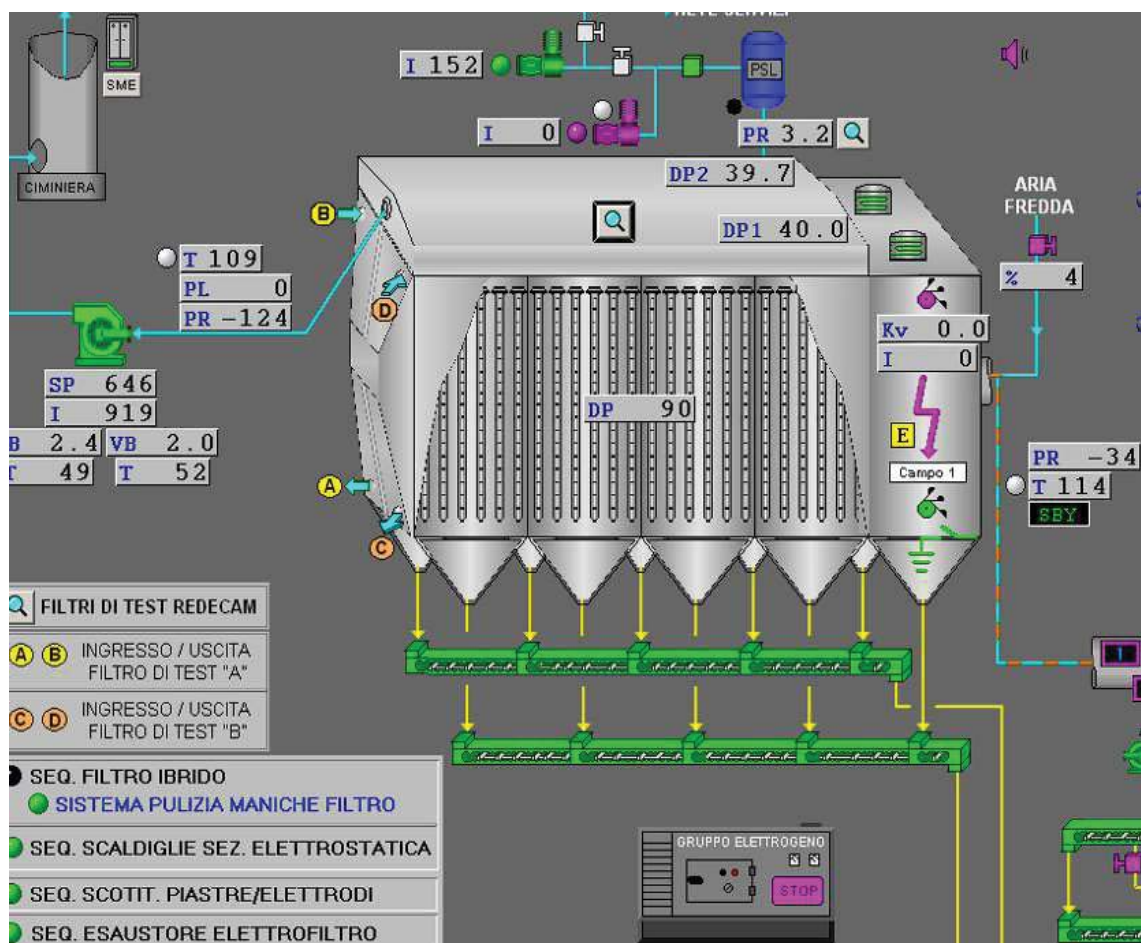 SME
CIMINIERA
I 152
I 0
PSL
PR 3.2
DP2 39.7
DP1 40.0
ARIA
FREDDA
% 4
B
D
T 109
PL 0
PR -124
SP 646
I 919
B 2.4 VB 2.0
T 49 T 52
Kv 0.0
I 0
DP 90
E
Campo 1
PR -34
T 114
SBY
A
C
FILTRI DI TEST REDECAM
A B INGRESSO / USCITA
FILTRO DI TEST "A"
C D INGRESSO / USCITA
FILTRO DI TEST "B"
SEQ. FILTRO IBRIDO
SISTEMA PULIZIA MANICHE FILTRO
SEQ. SCALDIGLIE SEZ. ELETTROSTATICA
SEQ. SCOTIT. PIASTRE/ELETTRODI
SEQ. ESAUSTORE ELETTROFILTRO
GRUPPO ELETTROGENO
STOP